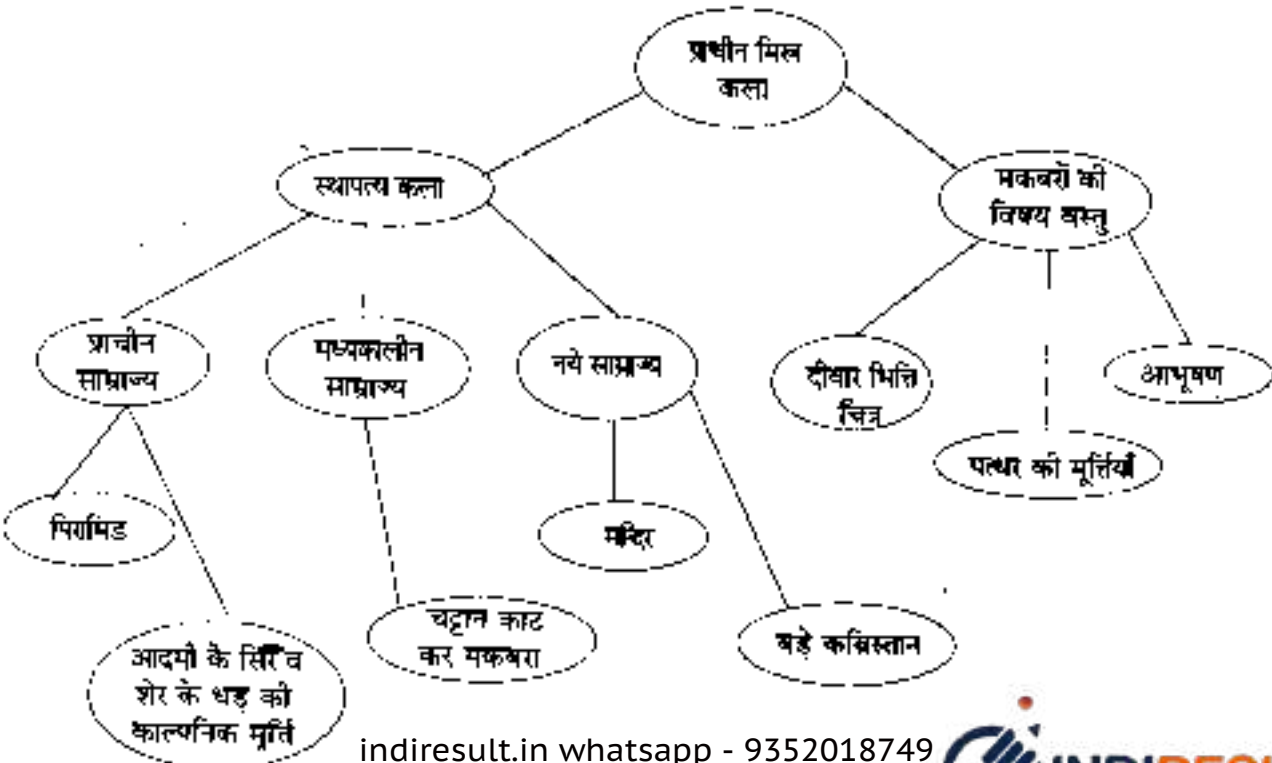 प्राचीन मिस्र
कला
स्थापत्य कला
मकबरों की
विषय वस्तु
प्राचीन
साम्राज्य
मध्यकालीन
साम्राज्य
नये साम्राज्य
दीवार भित्ति
चित्र
आभूषण
पत्थर की मूर्त्तियाँ
पिरामिड
मन्दिर
चट्टान काट
कर मकबरा
बड़े कब्रिस्तान
आदमी के सिर व
शेर के धड़ की
काल्पनिक मूर्ति
indiresult.in whatsapp - 9352018749